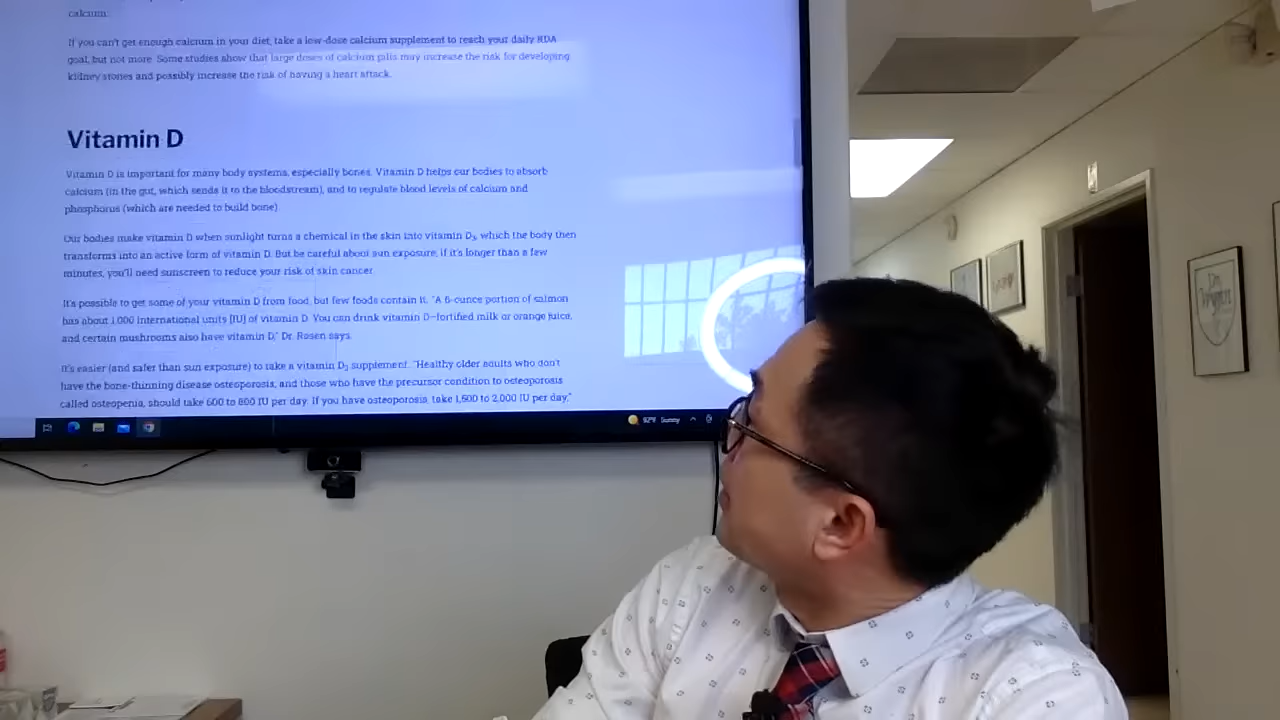 calcium.
If you can't get enough calcium in your diet, take a low-dose calcium supplement to reach your daily RDA
goal, but not more. Some studies show that large doses of calcium pills may increase the risk for developing
kidney stones and possibly increase the risk of having a heart attack.
Vitamin D
Vitamin D is important for many body systems, especially bones. Vitamin D helps our bodies to absorb
calcium (in the gut, which sends it to the bloodstream), and to regulate blood levels of calcium and
phosphorus (which are needed to build bone).
Our bodies make vitamin D when sunlight turns a chemical in the skin into vitamin D₃, which the body then
transforms into an active form of vitamin D. But be careful about sun exposure; if it's longer than a few
minutes, you'll need sunscreen to reduce your risk of skin cancer.
It's possible to get some of your vitamin D from food, but few foods contain it. "A 6-ounce portion of salmon
has about 1,000 international units [IU] of vitamin D. You can drink vitamin D–fortified milk or orange juice,
and certain mushrooms also have vitamin D," Dr. Rosen says.
It's easier (and safer than sun exposure) to take a vitamin D₃ supplement. "Healthy older adults who don't
have the bone-thinning disease osteoporosis, and those who have the precursor condition to osteoporosis
called osteopenia, should take 600 to 800 IU per day. If you have osteoporosis, take 1,500 to 2,000 IU per day,"
92°F Sunny
Dr.